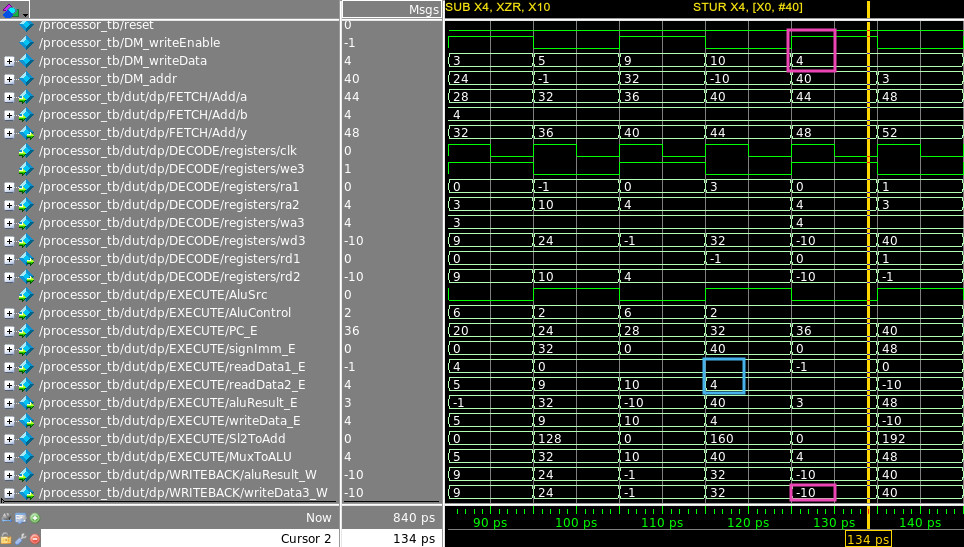 Msgs SUB X4, XZR, X10 STUR X4, [X0, #40]
/processor_tb/reset 0
/processor_tb/DM_writeEnable -1
/processor_tb/DM_writeData 4 3 5 9 10 4
/processor_tb/DM_addr 40 24 -1 32 -10 40 3
/processor_tb/dut/dp/FETCH/Add/a 44 28 32 36 40 44 48
/processor_tb/dut/dp/FETCH/Add/b 4 4
/processor_tb/dut/dp/FETCH/Add/y 48 32 36 40 44 48 52
/processor_tb/dut/dp/DECODE/registers/clk 0
/processor_tb/dut/dp/DECODE/registers/we3 1
/processor_tb/dut/dp/DECODE/registers/ra1 0 0 -1 0 3 0 1
/processor_tb/dut/dp/DECODE/registers/ra2 4 3 10 4 4 3
/processor_tb/dut/dp/DECODE/registers/wa3 4 3 4
/processor_tb/dut/dp/DECODE/registers/wd3 -10 9 24 -1 32 -10 40
/processor_tb/dut/dp/DECODE/registers/rd1 0 0 -1 0 1
/processor_tb/dut/dp/DECODE/registers/rd2 -10 9 10 4 -10 -1
/processor_tb/dut/dp/EXECUTE/AluSrc 0
/processor_tb/dut/dp/EXECUTE/AluControl 2 6 2 6 2
/processor_tb/dut/dp/EXECUTE/PC_E 36 20 24 28 32 36 40
/processor_tb/dut/dp/EXECUTE/signImm_E 0 0 32 0 40 0 48
/processor_tb/dut/dp/EXECUTE/readData1_E -1 4 0 -1 0
/processor_tb/dut/dp/EXECUTE/readData2_E 4 5 9 10 4 -10
/processor_tb/dut/dp/EXECUTE/aluResult_E 3 -1 32 -10 40 3 48
/processor_tb/dut/dp/EXECUTE/writeData_E 4 5 9 10 4 -10
/processor_tb/dut/dp/EXECUTE/Sl2ToAdd 0 0 128 0 160 0 192
/processor_tb/dut/dp/EXECUTE/MuxToALU 4 5 32 10 40 4 48
/processor_tb/dut/dp/WRITEBACK/aluResult_W -10 9 24 -1 32 -10 40
/processor_tb/dut/dp/WRITEBACK/writeData3_W -10 9 24 -1 32 -10 40
Now 840 ps 90 ps 100 ps 110 ps 120 ps 130 ps 140 ps
Cursor 2 134 ps 134 ps